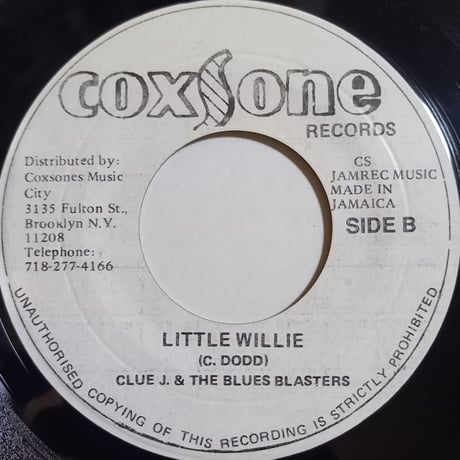 coxsone
RECORDS
Distributed by:
Coxsones Music
City
3135 Fulton St.,
Brooklyn N.Y.
11208
Telephone:
718-277-4166
CS
JAMREC MUSIC
MADE IN
JAMAICA
SIDE B
LITTLE WILLIE
(C. DODD)
CLUE J. & THE BLUES BLASTERS
UNAUTHORISED COPYING OF THIS RECORDING IS STRICTLY PROHIBITED